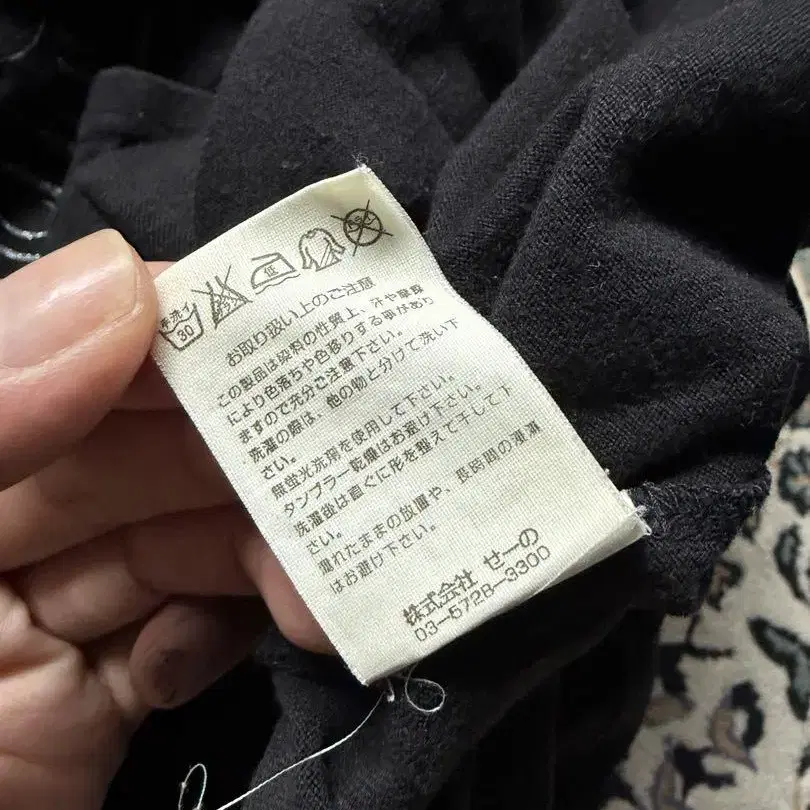 手洗イ 30 低
お取り扱い上のご注意
この製品は染料の性質上、汗や摩擦
により色落ちや色移りする事があり
ますので充分ご注意下さい。
洗濯の際は、他の物と分けて洗い下
さい。
無蛍光洗剤を使用して下さい。
タンブラー乾燥はお避け下さい。
洗濯後は直ぐに形を整えて干して下
さい。
濡れたままの放置や、長時間の浸漬
はお避け下さい。
株式会社 せーの
03-5728-3300